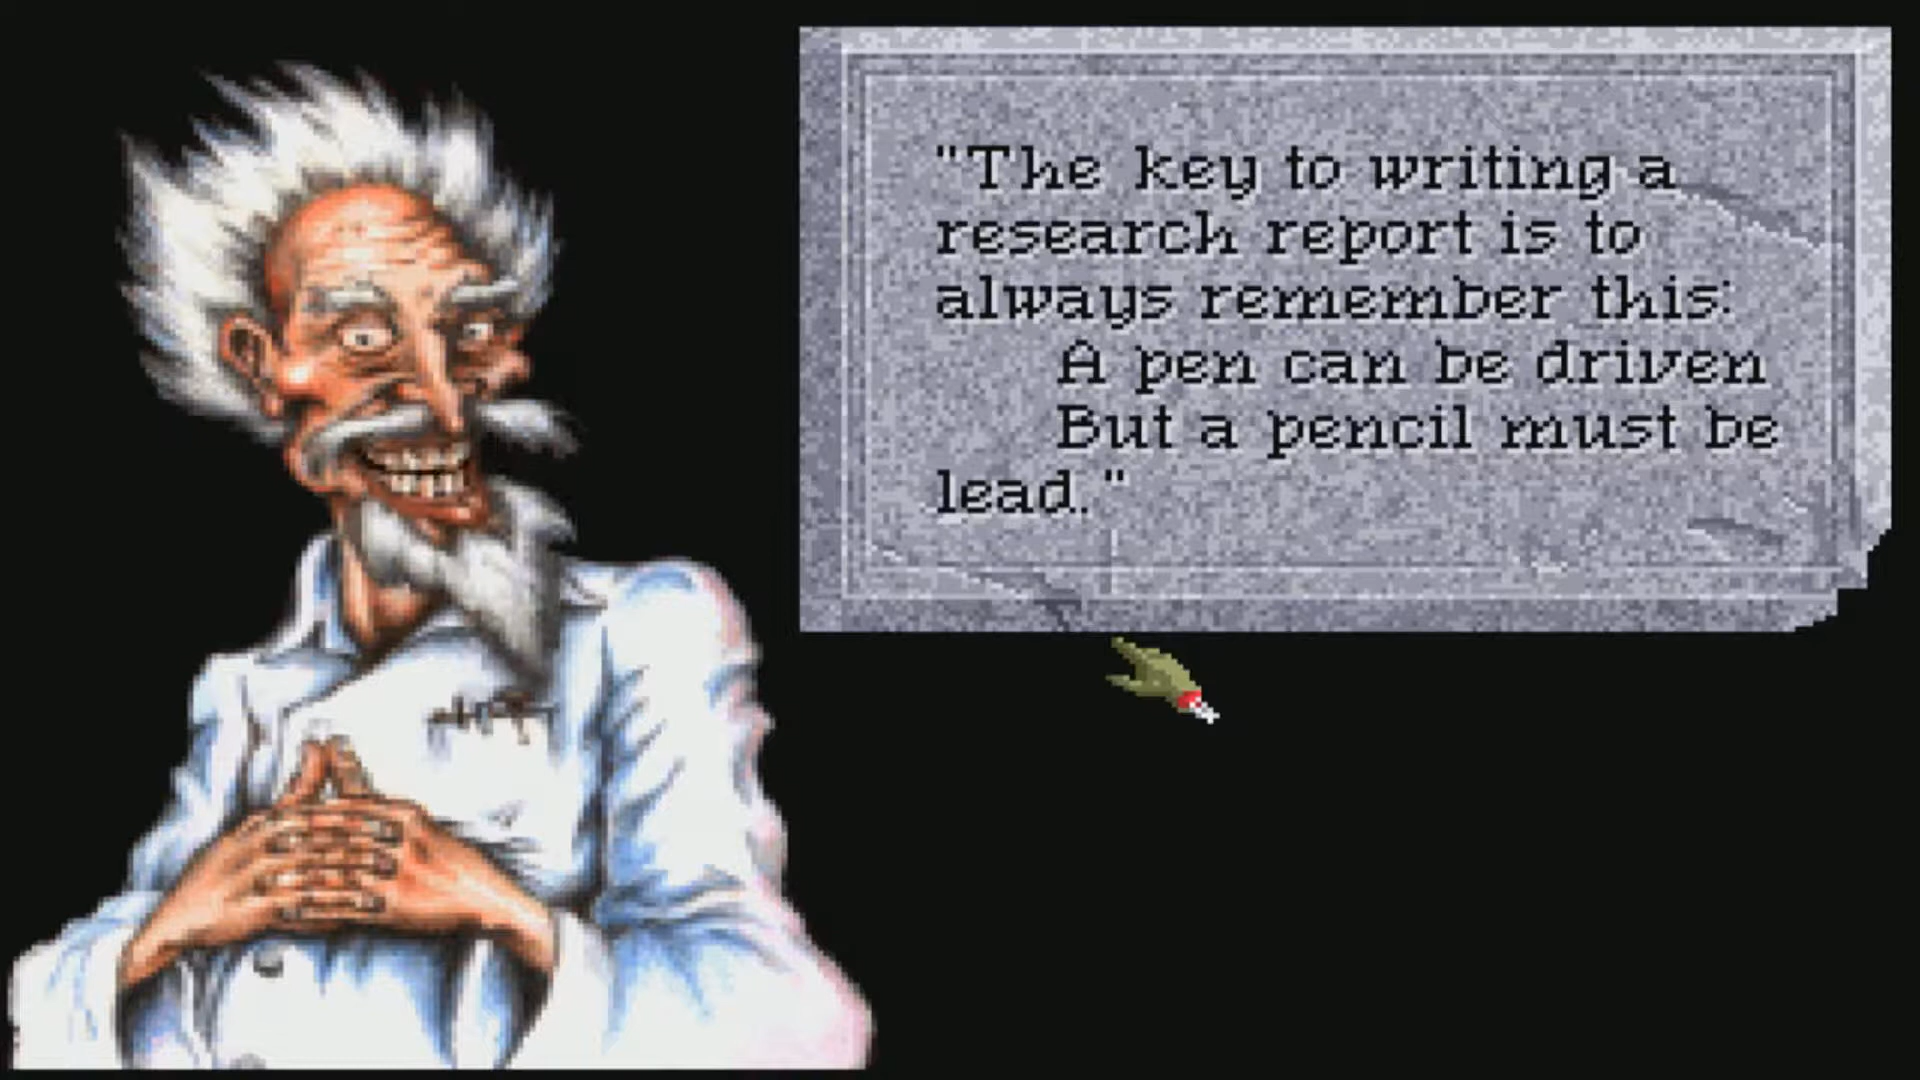 "The key to writing a
research report is to
always remember this:
A pen can be driven
But a pencil must be
lead."